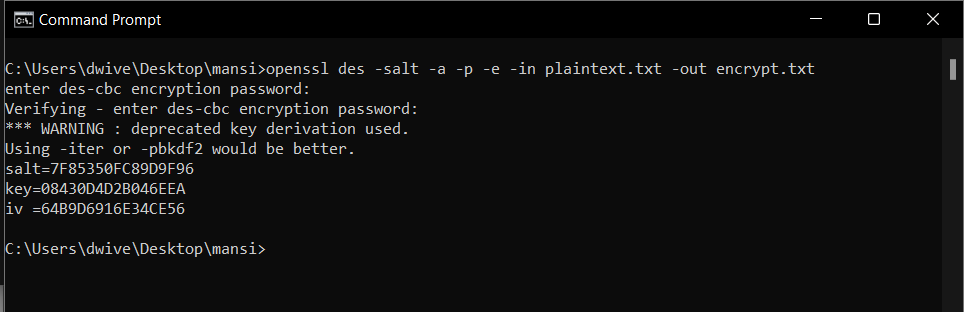 Command Prompt
C:\Users\dwive\Desktop\mansi>openssl des -salt -a -p -e -in plaintext.txt -out encrypt.txt
enter des-cbc encryption password:
Verifying - enter des-cbc encryption password:
*** WARNING : deprecated key derivation used.
Using -iter or -pbkdf2 would be better.
salt=7F85350FC89D9F96
key=08430D4D2B046EEA
iv =64B9D6916E34CE56
C:\Users\dwive\Desktop\mansi>